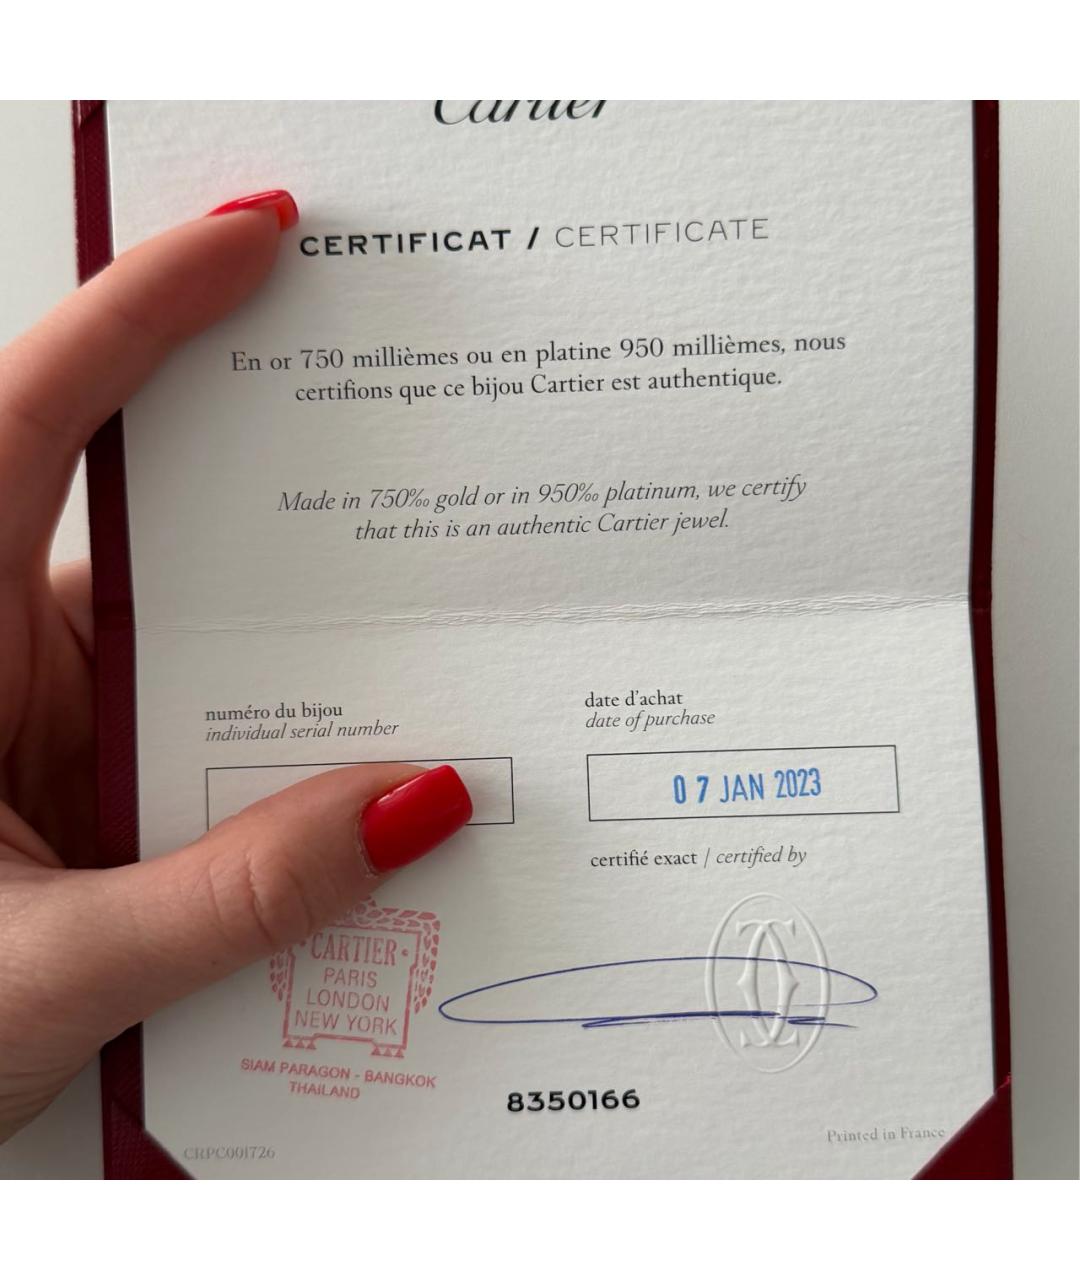 Cartier
CERTIFICAT / CERTIFICATE
En or 750 millièmes ou en platine 950 millièmes, nous
certifions que ce bijou Cartier est authentique.
Made in 750‰ gold or in 950‰ platinum, we certify
that this is an authentic Cartier jewel.
numéro du bijou
individual serial number
date d'achat
date of purchase
07 JAN 2023
certifié exact / certified by
CARTIER
PARIS
LONDON
NEW YORK
SIAM PARAGON - BANGKOK
THAILAND
8350166
CRPC001726
Printed in France